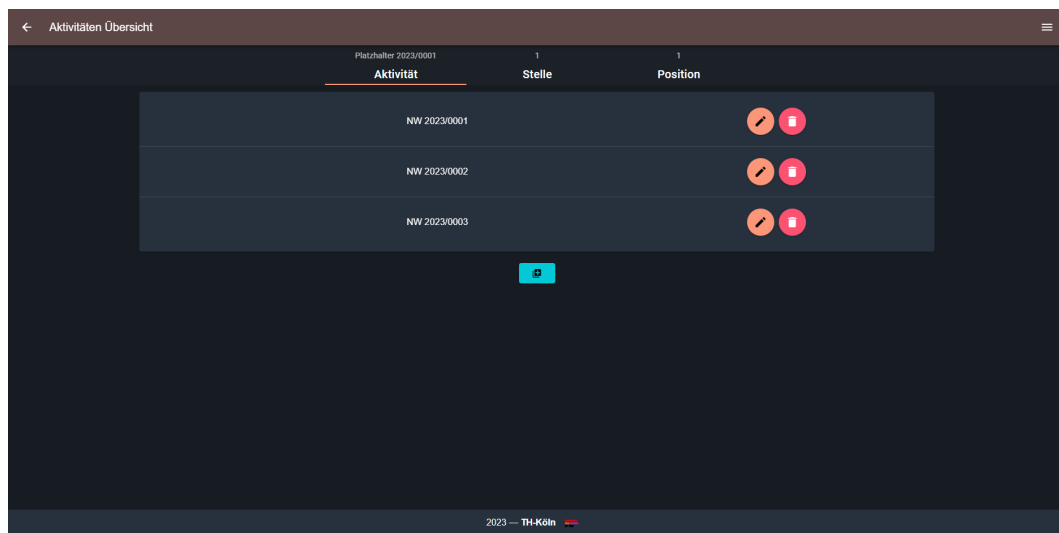 Aktivitäten Übersicht
Platzhalter 2023/0001 1 1
Aktivität Stelle Position
NW 2023/0001
NW 2023/0002
NW 2023/0003
2023 — TH-Köln